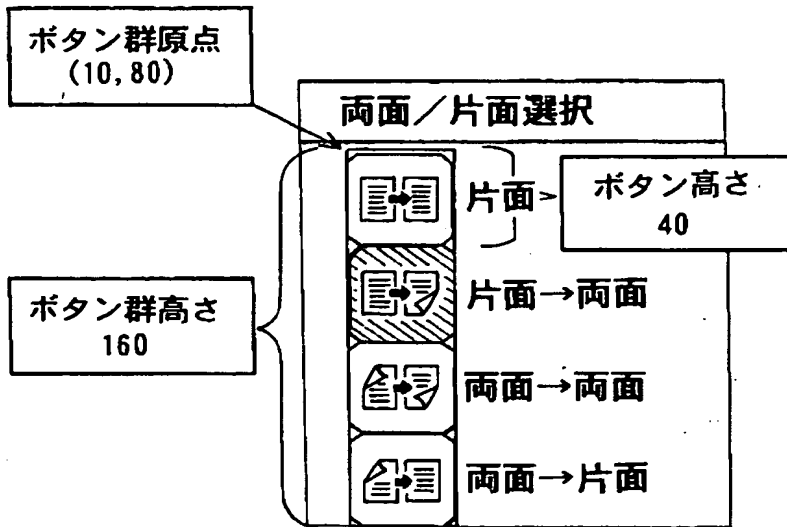 ボタン群原点
(10,80)
両面/片面選択
片面
ボタン高さ
40
片面→両面
ボタン群高さ
160
両面→両面
両面→片面